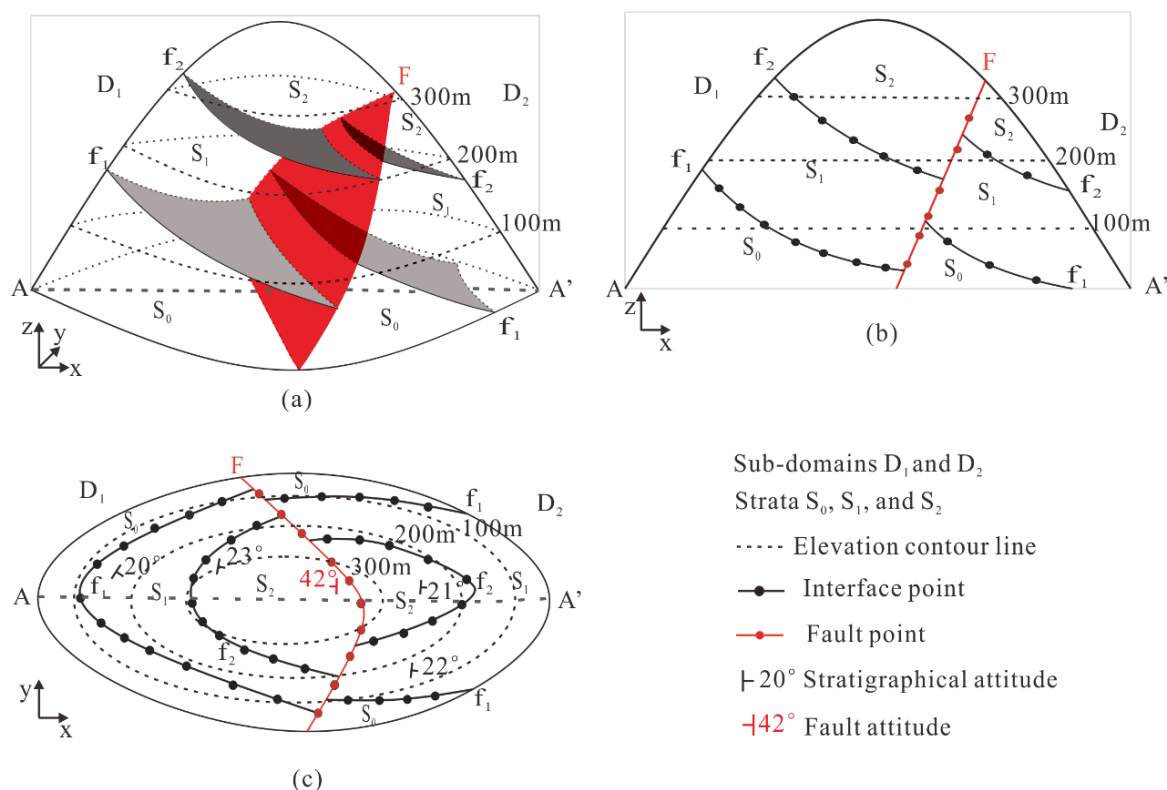 f₂
D₁
S₂
F
300m
D₂
S₂
f₁
S₁
200m
f₂
S₁
100m
A
A'
S₀
S₀
f₁
z
y
x
(a)
f₂
F
D₁
S₂
300m
S₂
D₂
f₁
S₁
200m
f₂
S₁
100m
S₀
S₀
f₁
A
A'
z
x
(b)
F
S₀
D₁
f₁
D₂
S₀
200m
100m
20°
23°
300m
42°
f₁
S₁
S₂
f₂
21°
S₁
A
S₂
A'
f₂
22°
f₁
S₀
y
x
(c)
Sub-domains D₁ and D₂
Strata S₀, S₁, and S₂
Elevation contour line
Interface point
Fault point
20° Stratigraphical attitude
42° Fault attitude